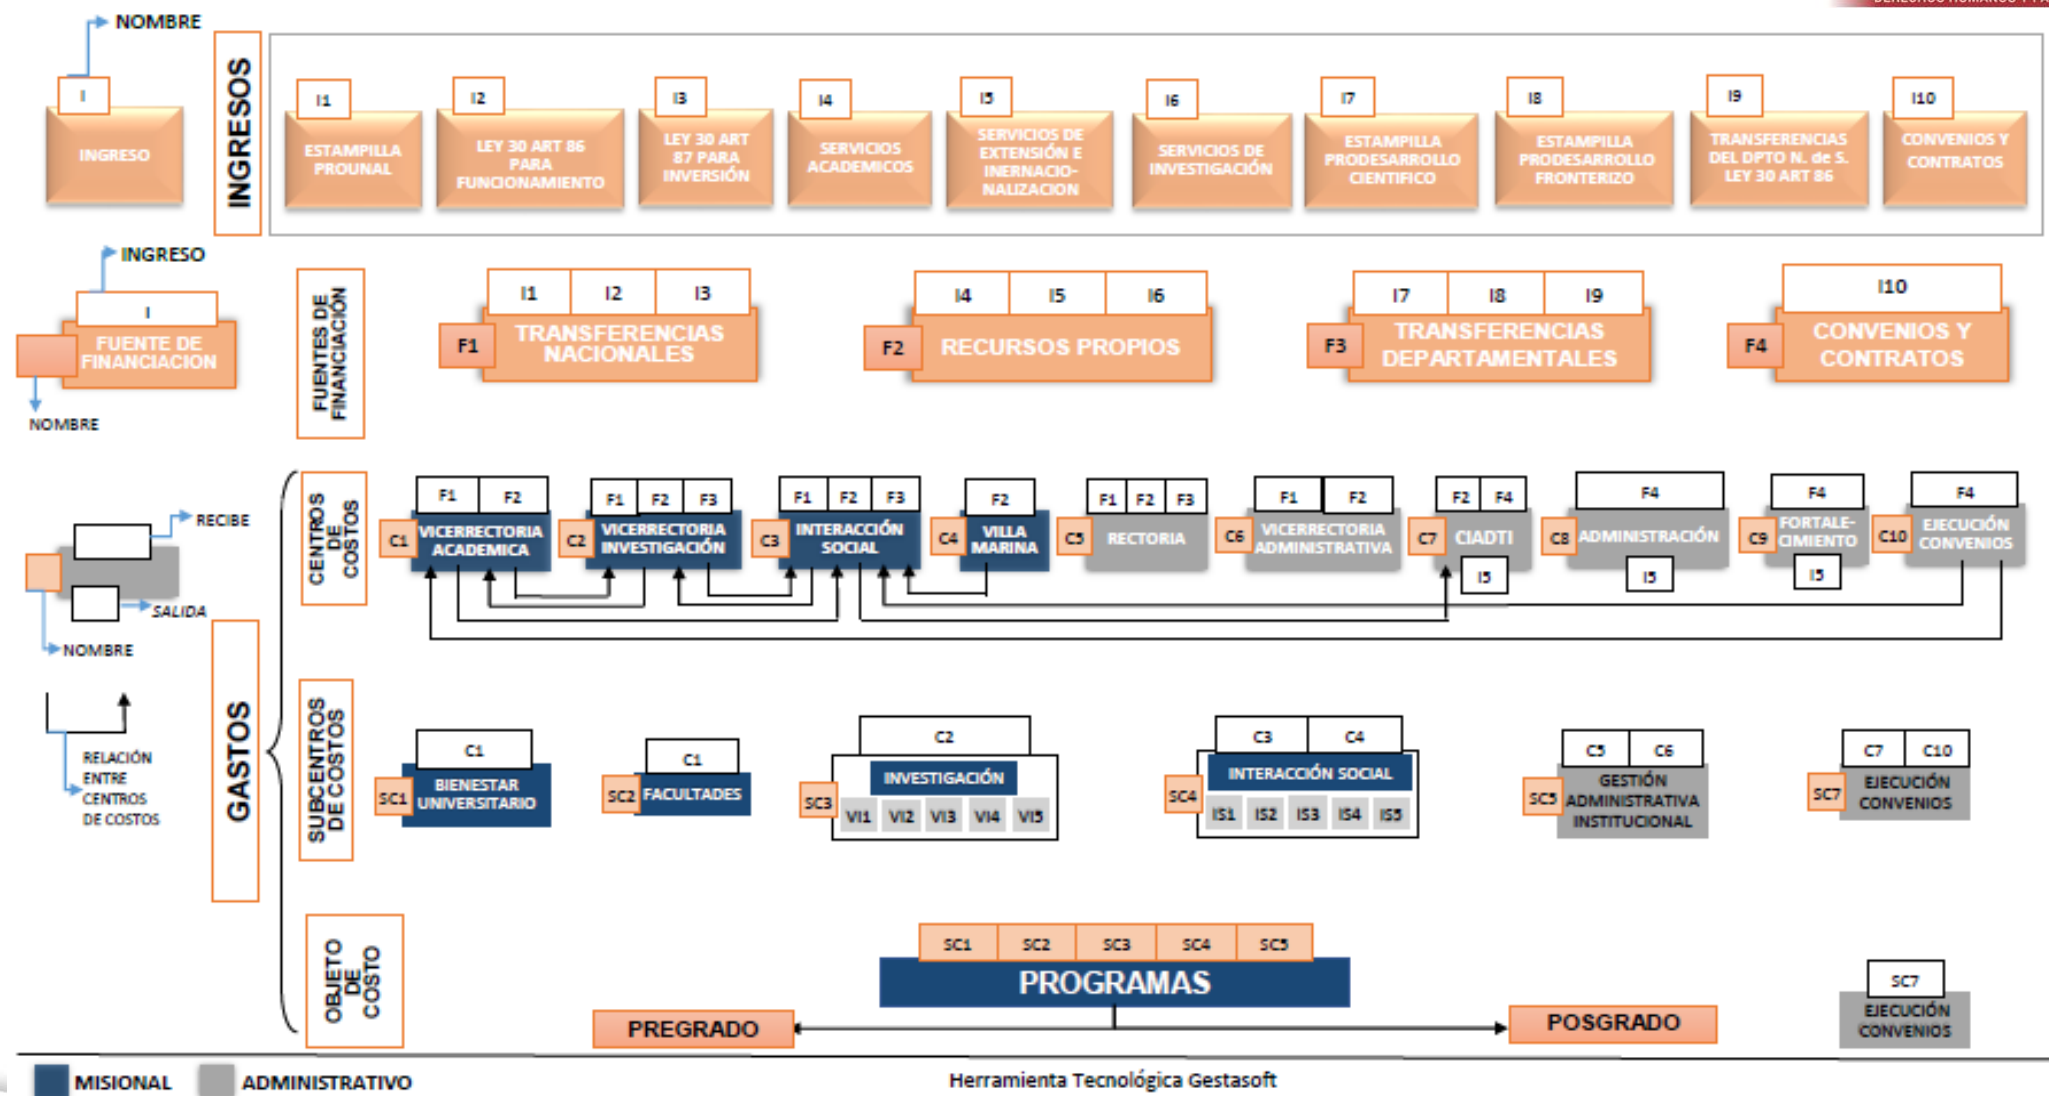 DERECHOS HUMANOS Y PA
NOMBRE
I
INGRESO
INGRESOS
I1
ESTAMPILLA
PROUNAL
I2
LEY 30 ART 86
PARA
FUNCIONAMIENTO
I3
LEY 30 ART
87 PARA
INVERSIÓN
I4
SERVICIOS
ACADEMICOS
I5
SERVICIOS DE
EXTENSIÓN E
INERNACIO-
NALIZACION
I6
SERVICIOS DE
INVESTIGACIÓN
I7
ESTAMPILLA
PRODESARROLLO
CIENTIFICO
I8
ESTAMPILLA
PRODESARROLLO
FRONTERIZO
I9
TRANSFERENCIAS
DEL DPTO N. de S.
LEY 30 ART 86
I10
CONVENIOS Y
CONTRATOS
INGRESO
I
FUENTE DE
FINANCIACION
NOMBRE
FUENTES DE
FINANCIACIÓN
I1 I2 I3
F1
TRANSFERENCIAS
NACIONALES
I4 I5 I6
F2
RECURSOS PROPIOS
I7 I8 I9
F3
TRANSFERENCIAS
DEPARTAMENTALES
I10
F4
CONVENIOS Y
CONTRATOS
RECIBE
SALIDA
NOMBRE
RELACIÓN
ENTRE
CENTROS
DE COSTOS
GASTOS
CENTROS
DE
COSTOS
F1 F2
C1
VICERRECTORIA
ACADEMICA
F1 F2 F3
C2
VICERRECTORIA
INVESTIGACIÓN
F1 F2 F3
C3
INTERACCIÓN
SOCIAL
F2
C4
VILLA
MARINA
F1 F2 F3
C5
RECTORIA
F1 F2
C6
VICERRECTORIA
ADMINISTRATIVA
F2 F4
C7
CIADTI
I5
F4
C8
ADMINISTRACIÓN
I5
F4
C9
FORTALE-
CIMIENTO
I5
F4
C10
EJECUCIÓN
CONVENIOS
SUBCENTROS
DE COSTOS
C1
SC1
BIENESTAR
UNIVERSITARIO
C1
SC2
FACULTADES
C2
SC3
INVESTIGACIÓN
VI1 VI2 VI3 VI4 VI5
C3 C4
SC4
INTERACCIÓN SOCIAL
IS1 IS2 IS3 IS4 IS5
C5 C6
SC5
GESTIÓN
ADMINISTRATIVA
INSTITUCIONAL
C7 C10
SC7
EJECUCIÓN
CONVENIOS
OBJETO
DE
COSTO
SC1 SC2 SC3 SC4 SC5
PROGRAMAS
PREGRADO
POSGRADO
SC7
EJECUCIÓN
CONVENIOS
MISIONAL
ADMINISTRATIVO
Herramienta Tecnológica Gestasoft